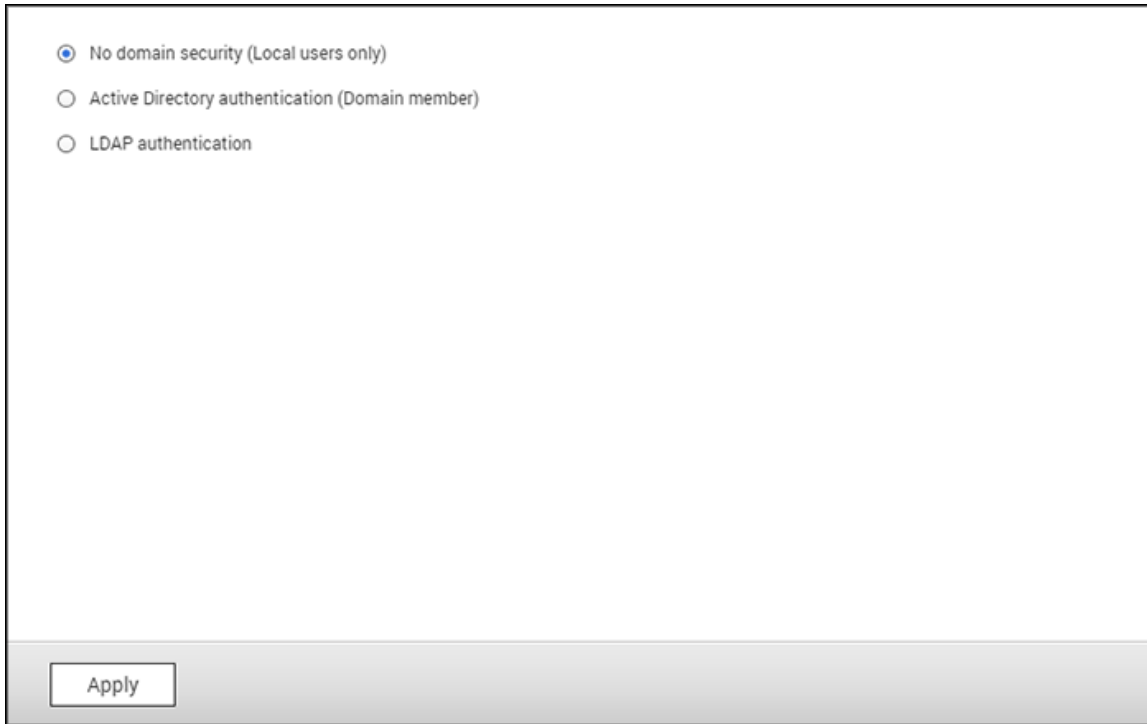 No domain security (Local users only)
Active Directory authentication (Domain member)
LDAP authentication
Apply